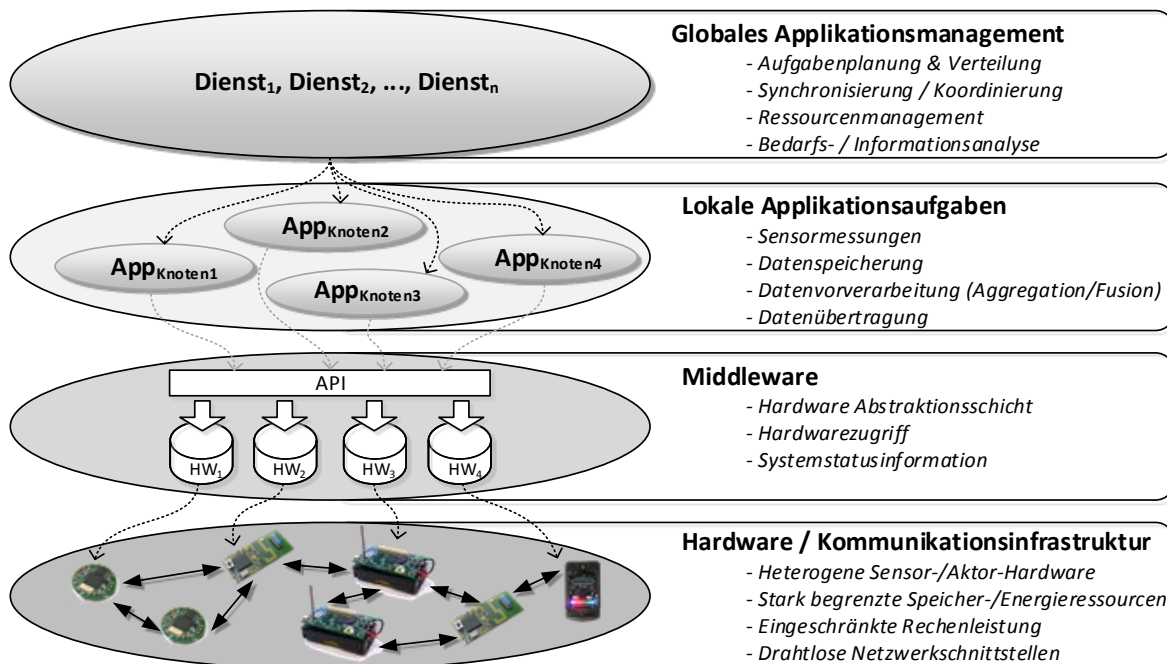 Dienst1, Dienst2, ..., Dienstn
Globales Applikationsmanagement
- Aufgabenplanung & Verteilung
- Synchronisierung / Koordinierung
- Ressourcenmanagement
- Bedarfs- / Informationsanalyse
AppKnoten1
AppKnoten2
AppKnoten3
AppKnoten4
Lokale Applikationsaufgaben
- Sensormessungen
- Datenspeicherung
- Datenvorverarbeitung (Aggregation/Fusion)
- Datenübertragung
API
HW1
HW2
HW3
HW4
Middleware
- Hardware Abstraktionsschicht
- Hardwarezugriff
- Systemstatusinformation
Hardware / Kommunikationsinfrastruktur
- Heterogene Sensor-/Aktor-Hardware
- Stark begrenzte Speicher-/Energieressourcen
- Eingeschränkte Rechenleistung
- Drahtlose Netzwerkschnittstellen